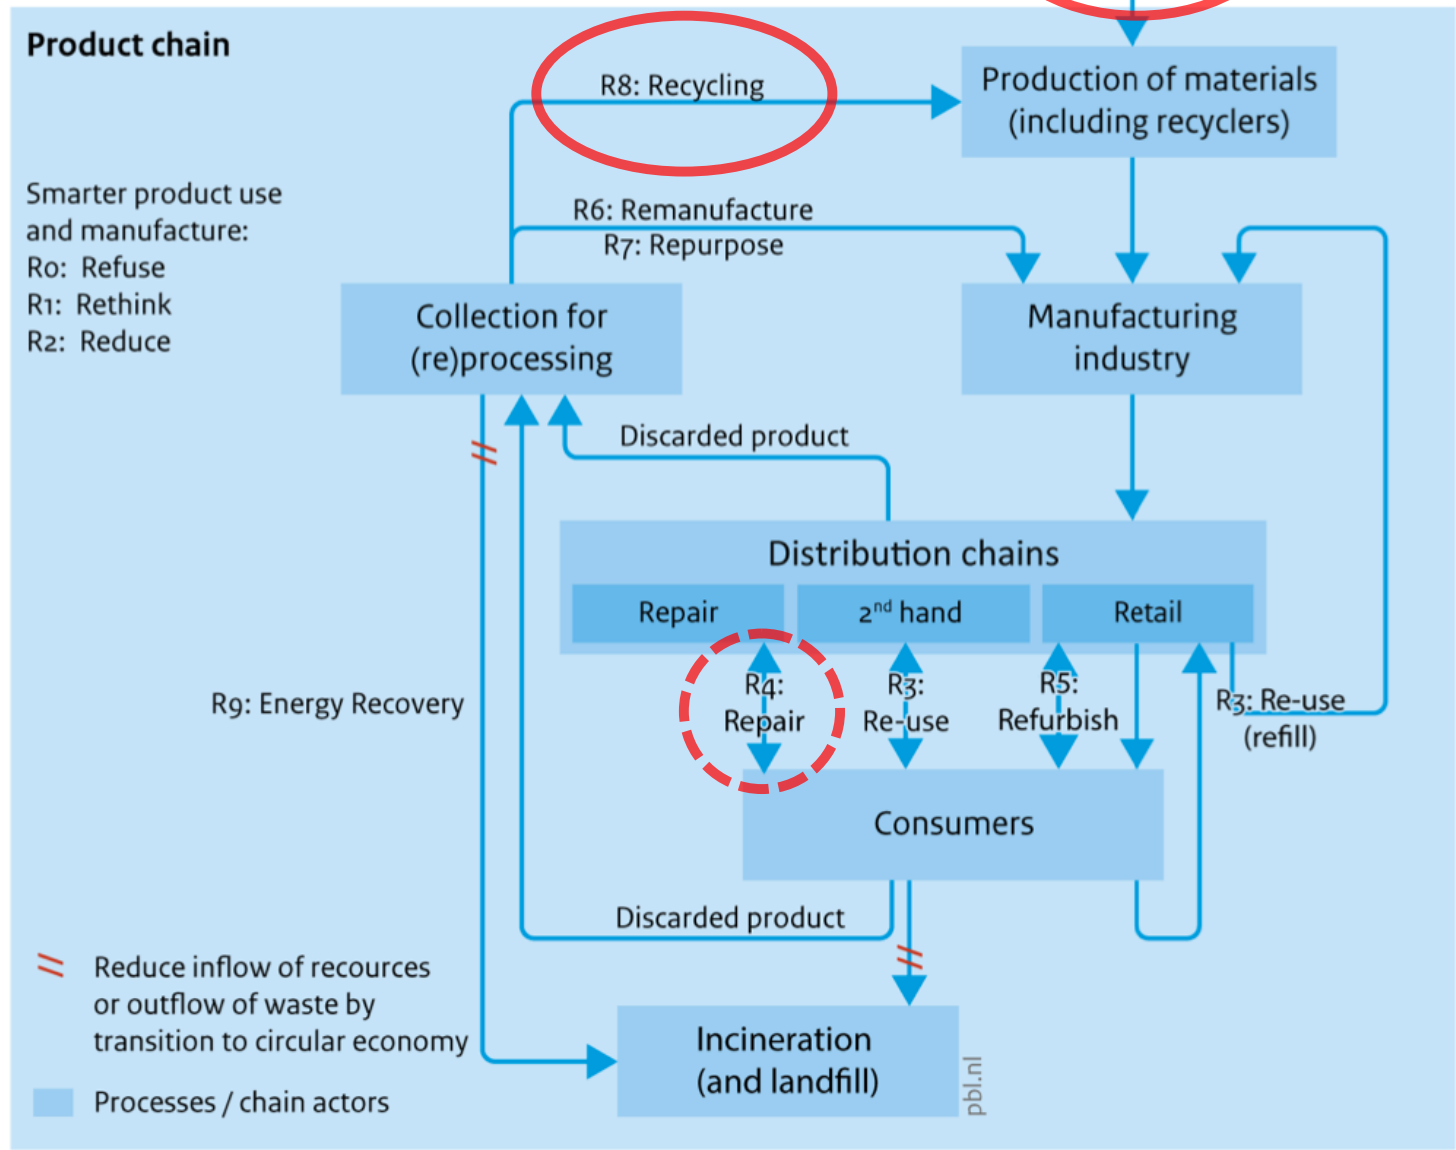 Product chain
R8: Recycling
Production of materials
(including recyclers)
Smarter product use
and manufacture:
R0: Refuse
R1: Rethink
R2: Reduce
R6: Remanufacture
R7: Repurpose
Collection for
(re)processing
Manufacturing
industry
Discarded product
Distribution chains
Repair
2nd hand
Retail
R4:
Repair
R3:
Re-use
R5:
Refurbish
R3: Re-use
(refill)
R9: Energy Recovery
Consumers
Discarded product
Reduce inflow of recources
or outflow of waste by
transition to circular economy
Incineration
(and landfill)
pbl.nl
Processes / chain actors